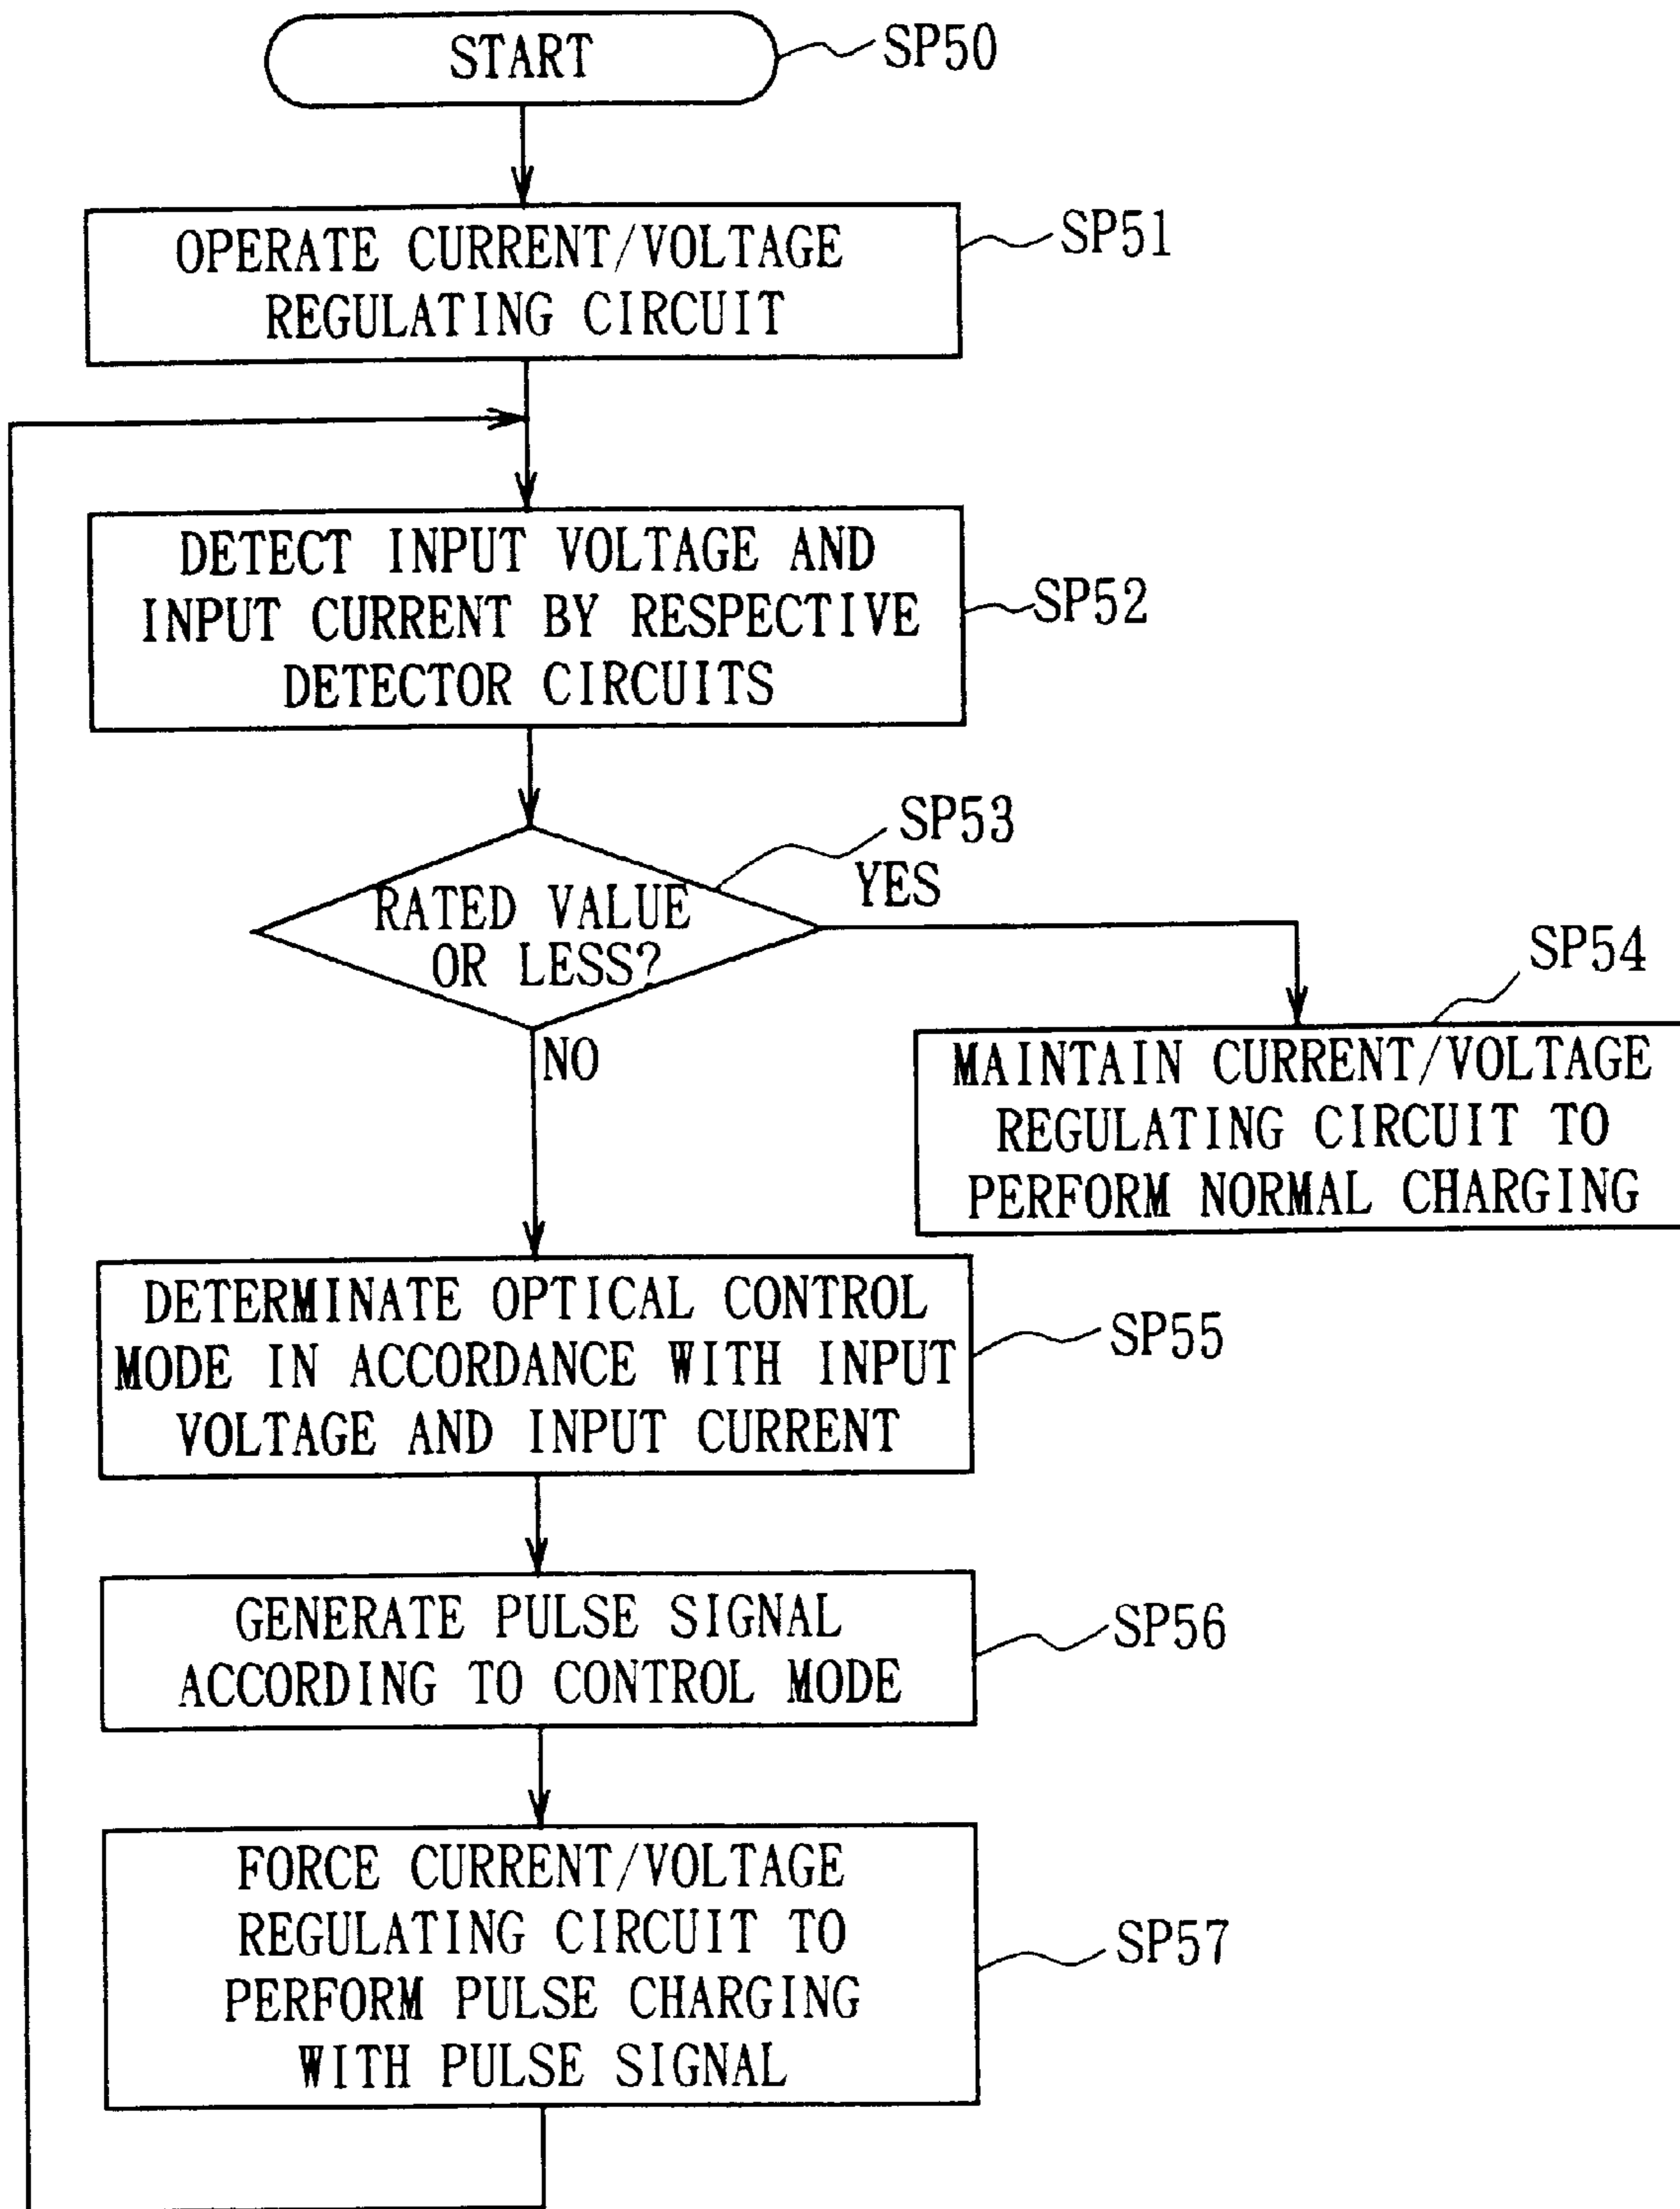 START
SP50
OPERATE CURRENT/VOLTAGE
REGULATING CIRCUIT
SP51
DETECT INPUT VOLTAGE AND
INPUT CURRENT BY RESPECTIVE
DETECTOR CIRCUITS
SP52
SP53
RATED VALUE
OR LESS?
YES
NO
SP54
MAINTAIN CURRENT/VOLTAGE
REGULATING CIRCUIT TO
PERFORM NORMAL CHARGING
DETERMINATE OPTICAL CONTROL
MODE IN ACCORDANCE WITH INPUT
VOLTAGE AND INPUT CURRENT
SP55
GENERATE PULSE SIGNAL
ACCORDING TO CONTROL MODE
SP56
FORCE CURRENT/VOLTAGE
REGULATING CIRCUIT TO
PERFORM PULSE CHARGING
WITH PULSE SIGNAL
SP57